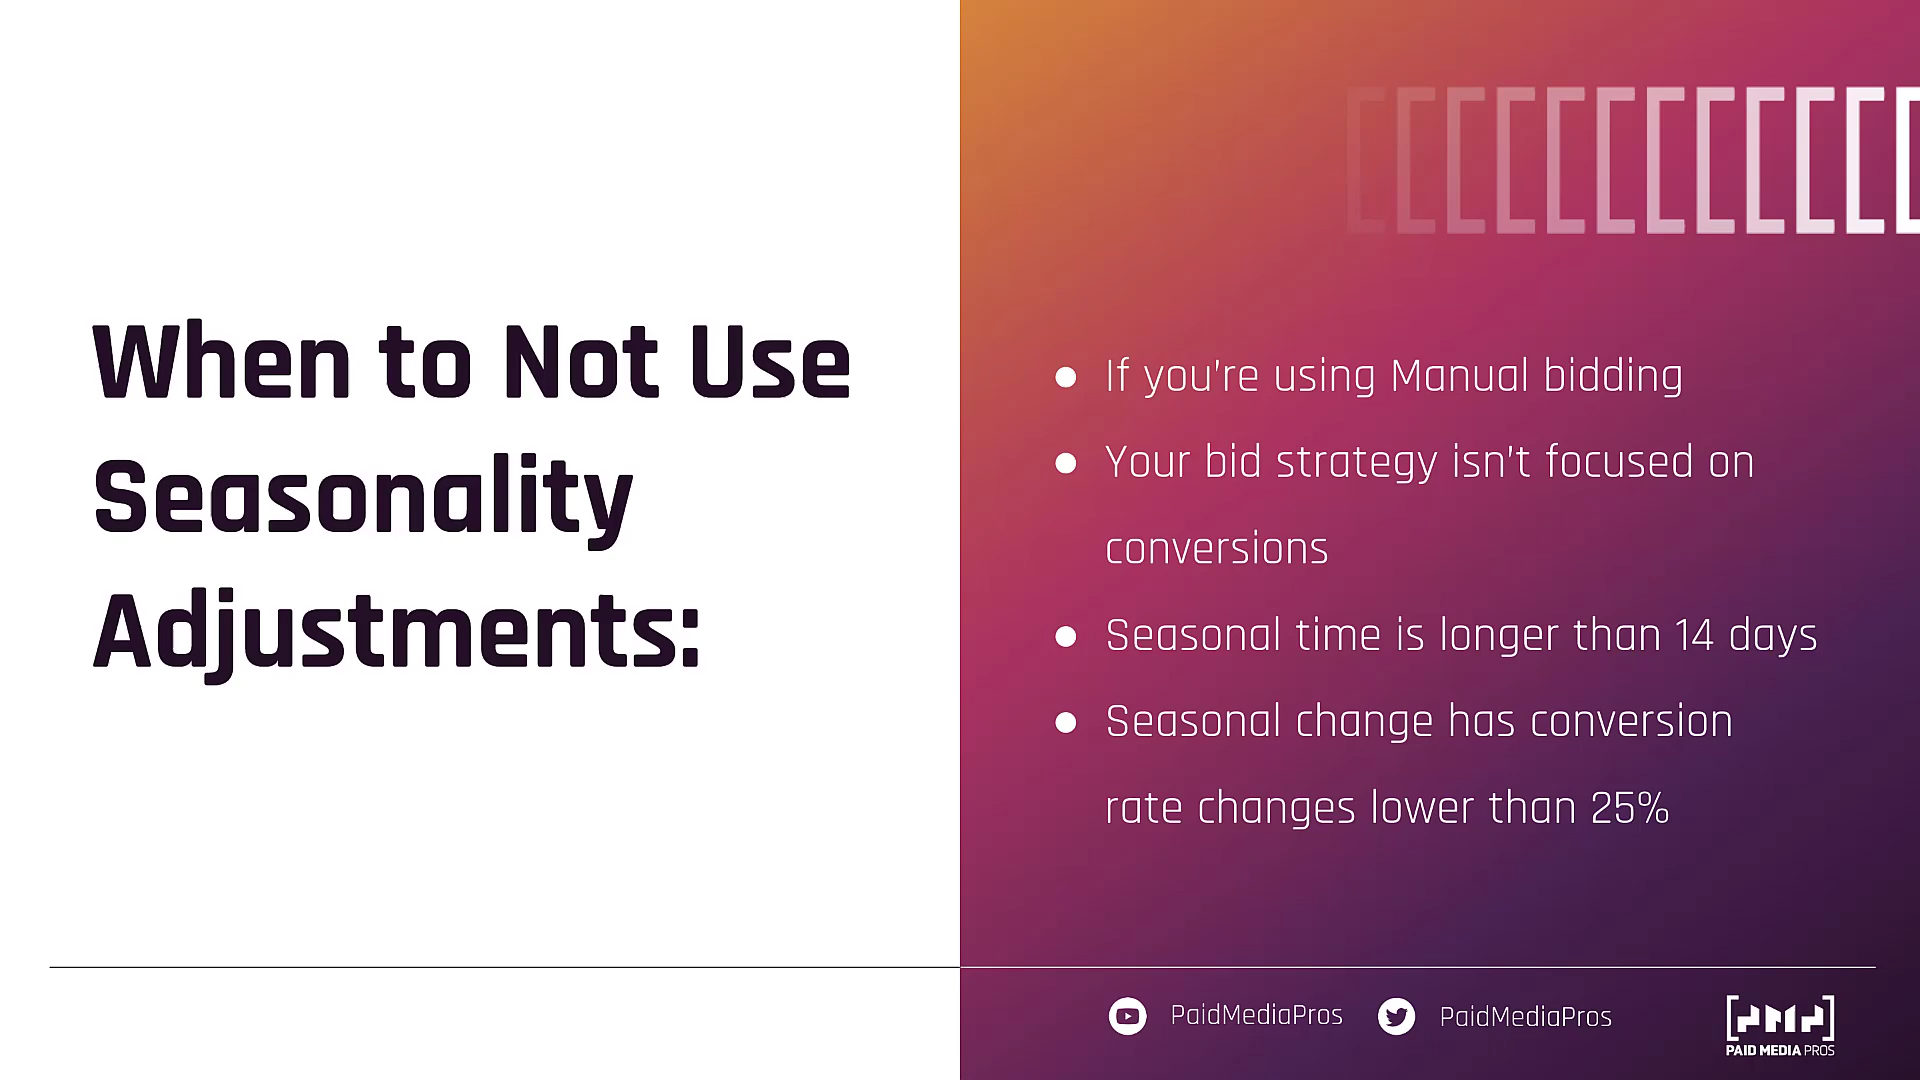 When to Not Use
Seasonality
Adjustments:
● If you're using Manual bidding
● Your bid strategy isn't focused on
conversions
● Seasonal time is longer than 14 days
● Seasonal change has conversion
rate changes lower than 25%
PaidMediaPros
PaidMediaPros
PMP
PAID MEDIA PROS